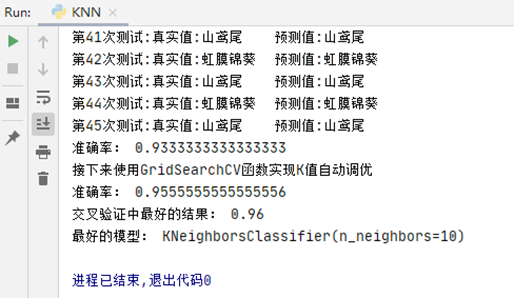 Run: KNN
第41次测试:真实值:山鸢尾 预测值:山鸢尾
第42次测试:真实值:虹膜锦葵 预测值:虹膜锦葵
第43次测试:真实值:山鸢尾 预测值:山鸢尾
第44次测试:真实值:虹膜锦葵 预测值:虹膜锦葵
第45次测试:真实值:山鸢尾 预测值:山鸢尾
准确率: 0.9333333333333333
接下来使用GridSearchCV函数实现K值自动调优
准确率: 0.9555555555555556
交叉验证中最好的结果: 0.96
最好的模型: KNeighborsClassifier(n_neighbors=10)
进程已结束,退出代码0